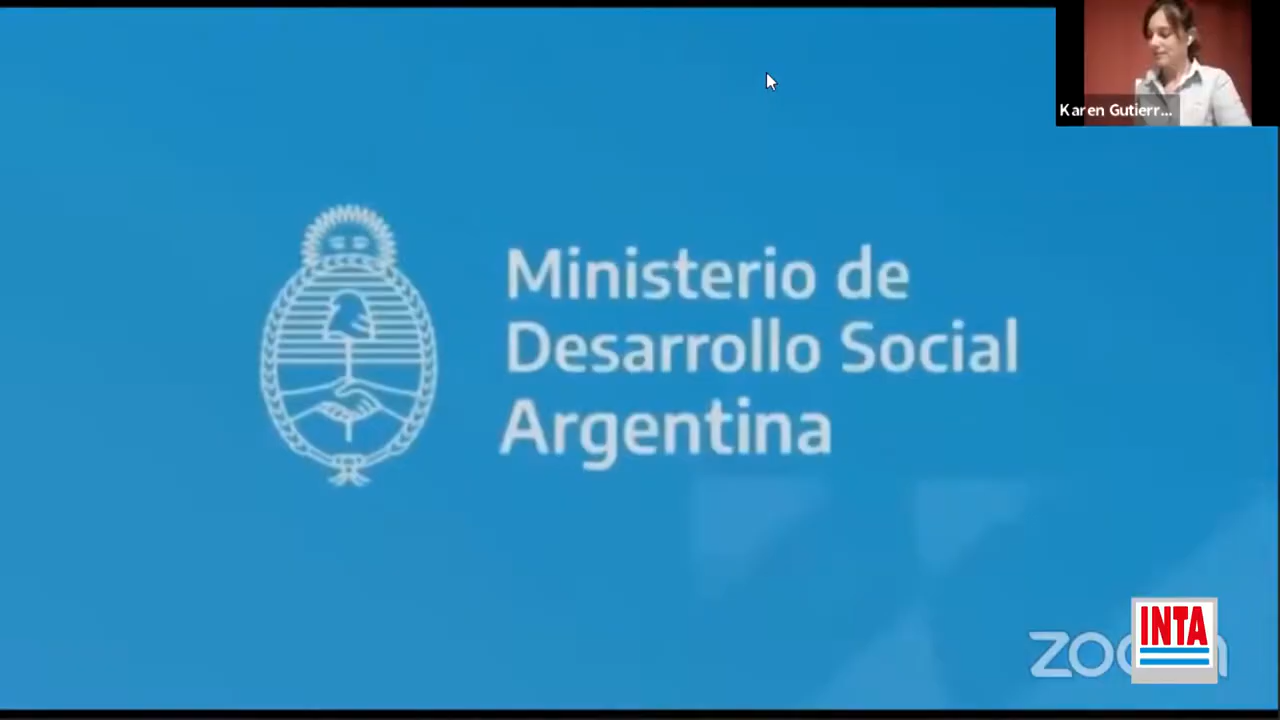 Karen Gutierr...
Ministerio de
Desarrollo Social
Argentina
INTA